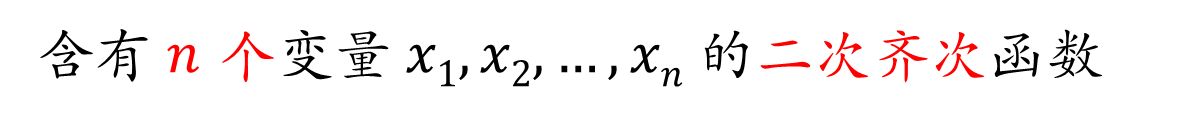 含有 n 个变量 x₁, x₂, … , xₙ 的二次齐次函数